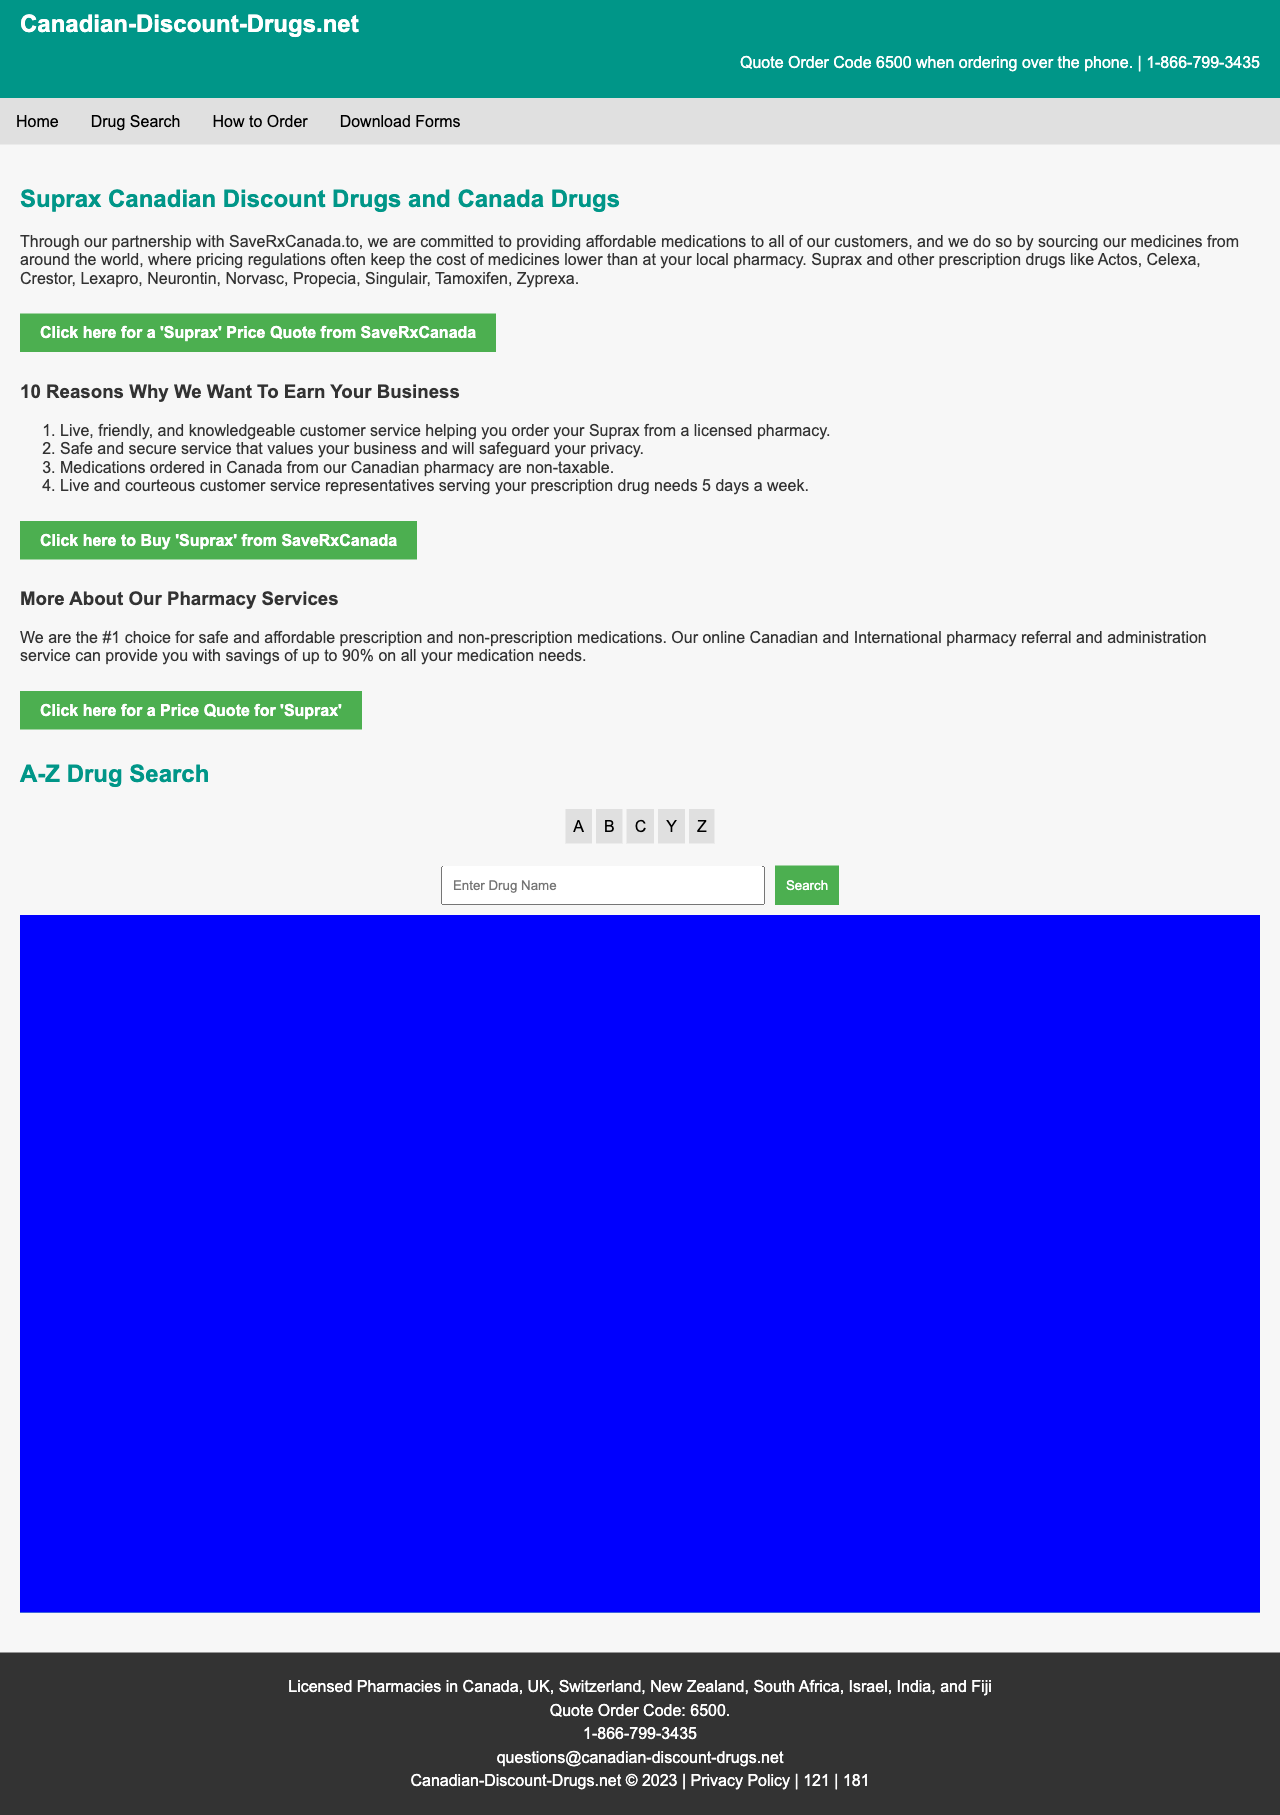 Canadian-Discount-Drugs.net
Quote Order Code 6500 when ordering over the phone. | 1-866-799-3435
Home Drug Search How to Order Download Forms
Suprax Canadian Discount Drugs and Canada Drugs
Through our partnership with SaveRxCanada.to, we are committed to providing affordable medications to all of our customers, and we do so by sourcing our medicines from
around the world, where pricing regulations often keep the cost of medicines lower than at your local pharmacy. Suprax and other prescription drugs like Actos, Celexa,
Crestor, Lexapro, Neurontin, Norvasc, Propecia, Singulair, Tamoxifen, Zyprexa.
Click here for a 'Suprax' Price Quote from SaveRxCanada
10 Reasons Why We Want To Earn Your Business
1. Live, friendly, and knowledgeable customer service helping you order your Suprax from a licensed pharmacy.
2. Safe and secure service that values your business and will safeguard your privacy.
3. Medications ordered in Canada from our Canadian pharmacy are non-taxable.
4. Live and courteous customer service representatives serving your prescription drug needs 5 days a week.
Click here to Buy 'Suprax' from SaveRxCanada
More About Our Pharmacy Services
We are the #1 choice for safe and affordable prescription and non-prescription medications. Our online Canadian and International pharmacy referral and administration
service can provide you with savings of up to 90% on all your medication needs.
Click here for a Price Quote for 'Suprax'
A-Z Drug Search
A B C Y Z
Enter Drug Name Search
Licensed Pharmacies in Canada, UK, Switzerland, New Zealand, South Africa, Israel, India, and Fiji
Quote Order Code: 6500.
1-866-799-3435
questions@canadian-discount-drugs.net
Canadian-Discount-Drugs.net © 2023 | Privacy Policy | 121 | 181